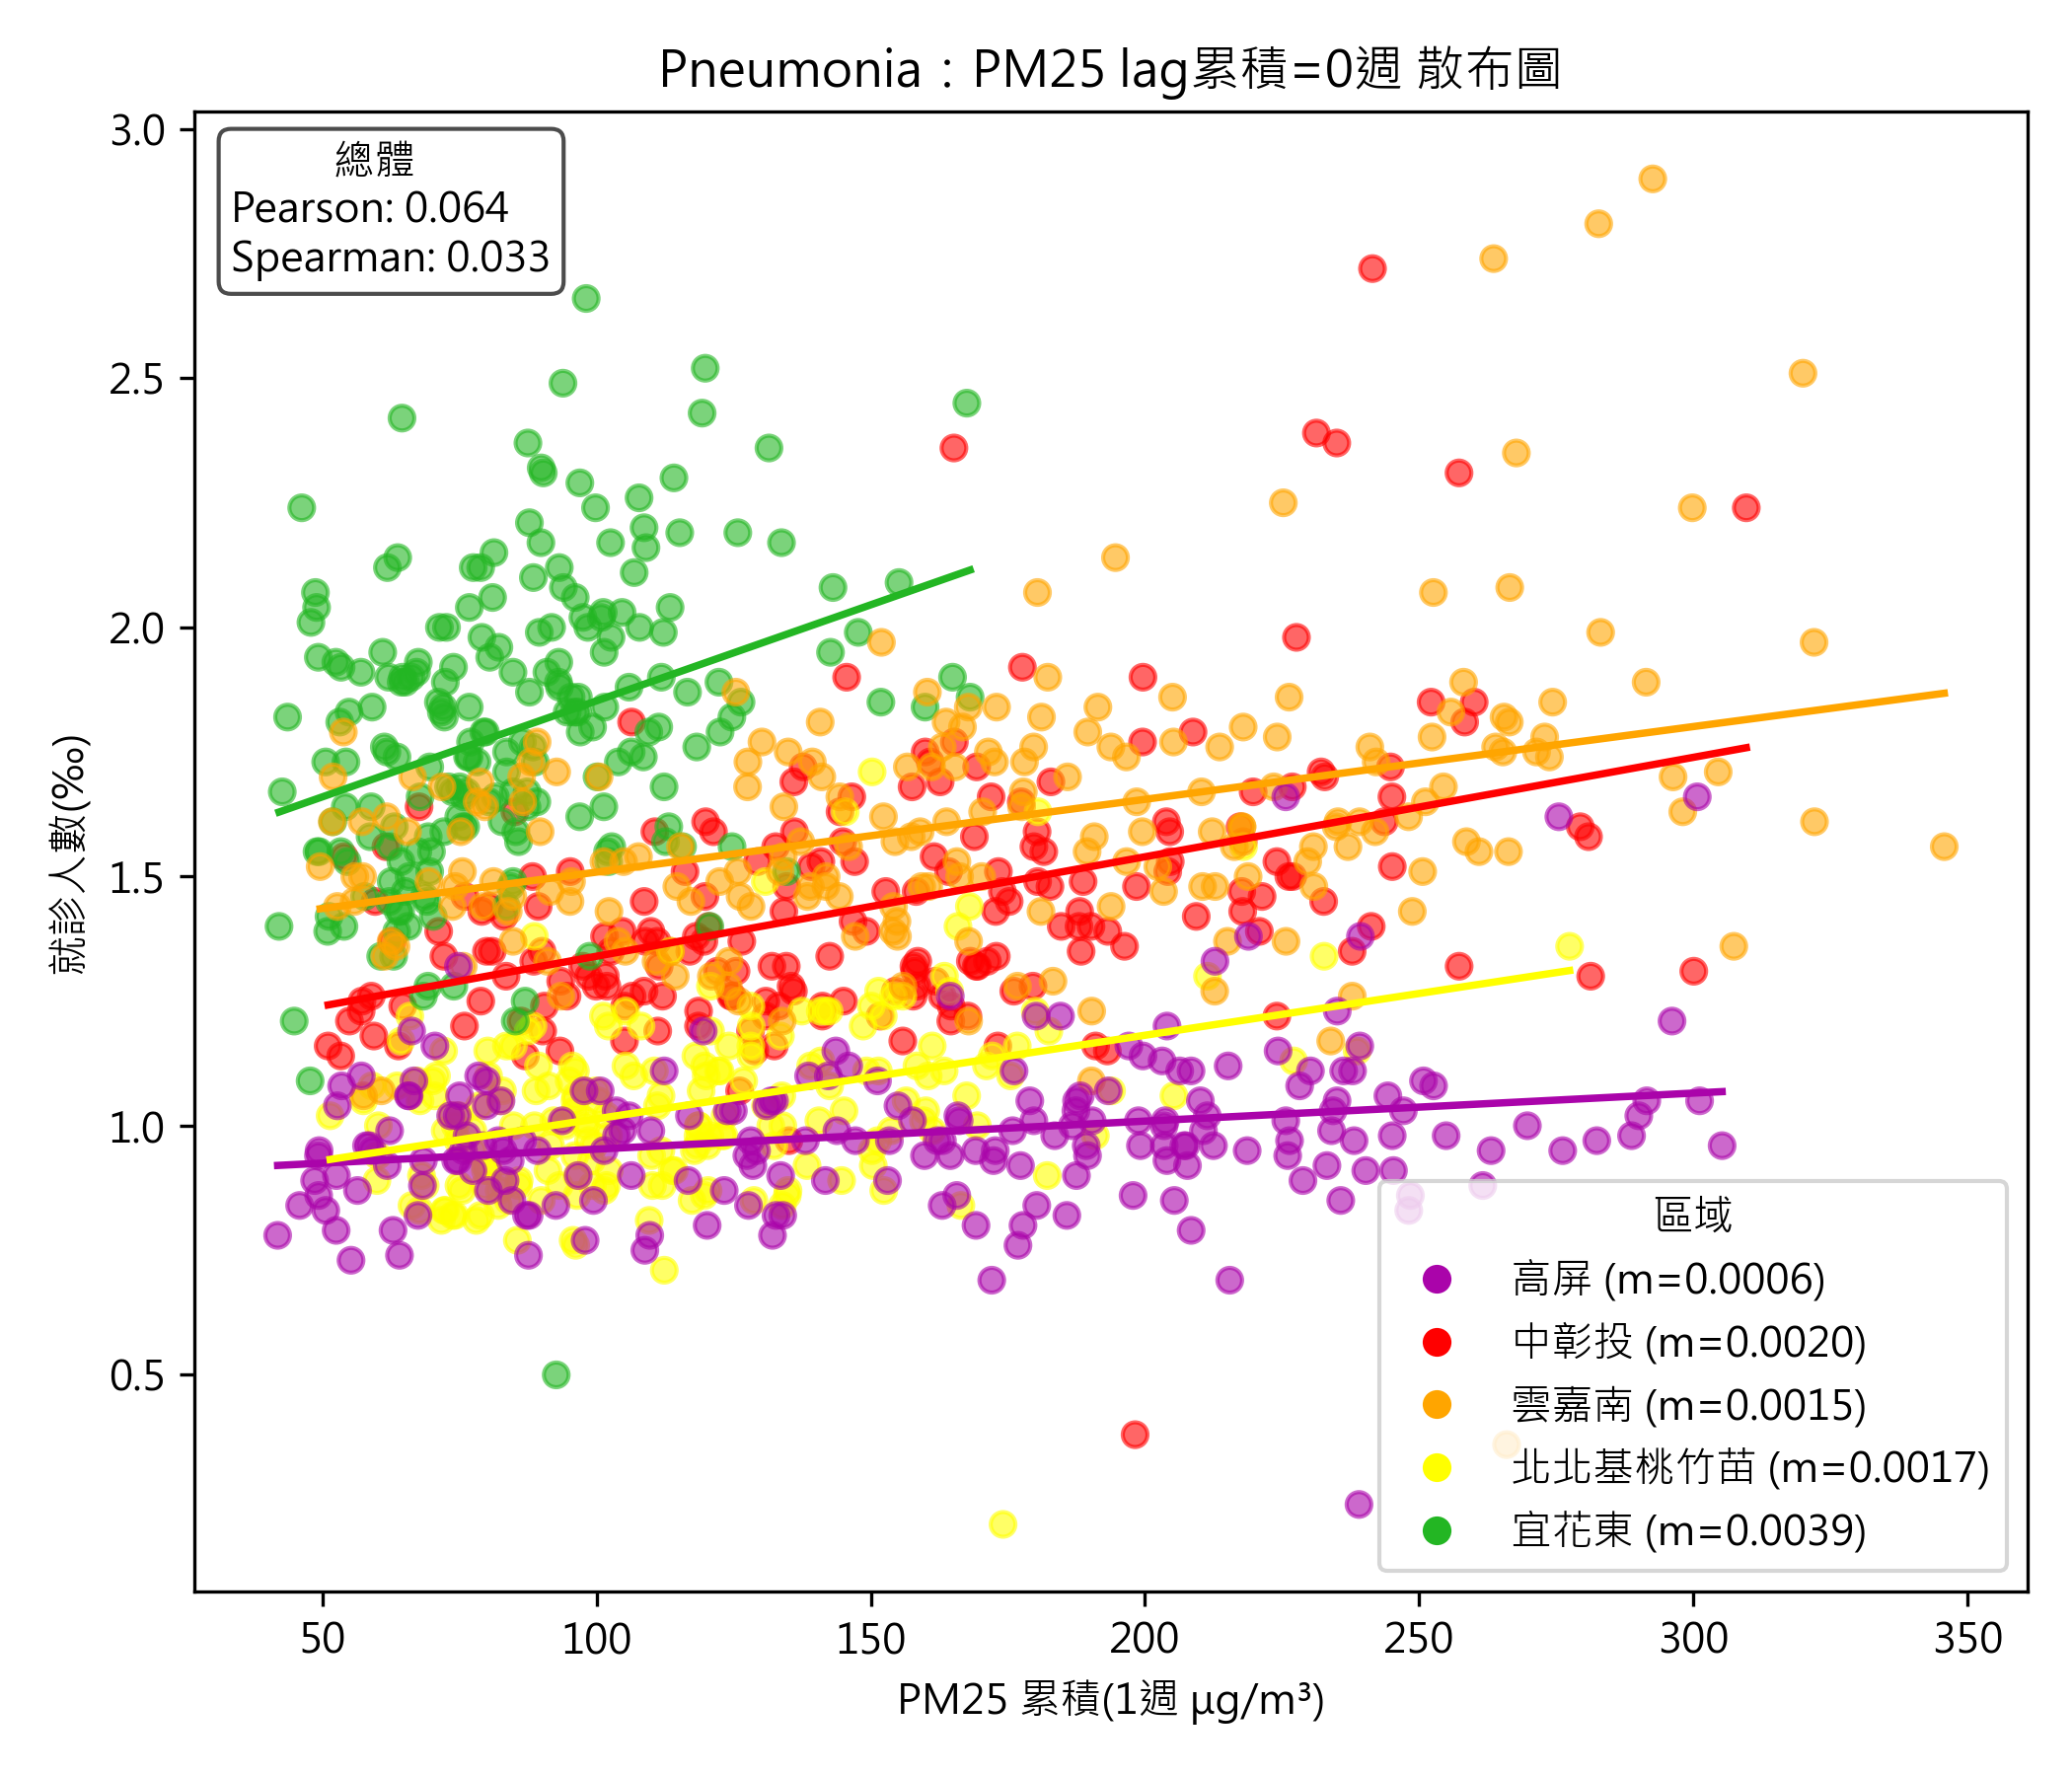 Pneumonia：PM25 lag累積=0週 散布圖
總體
Pearson: 0.064
Spearman: 0.033
3.0
2.5
2.0
1.5
1.0
0.5
就診人數(‰)
區域
高屏 (m=0.0006)
中彰投 (m=0.0020)
雲嘉南 (m=0.0015)
北北基桃竹苗 (m=0.0017)
宜花東 (m=0.0039)
50 100 150 200 250 300 350
PM25 累積(1週 μg/m³)